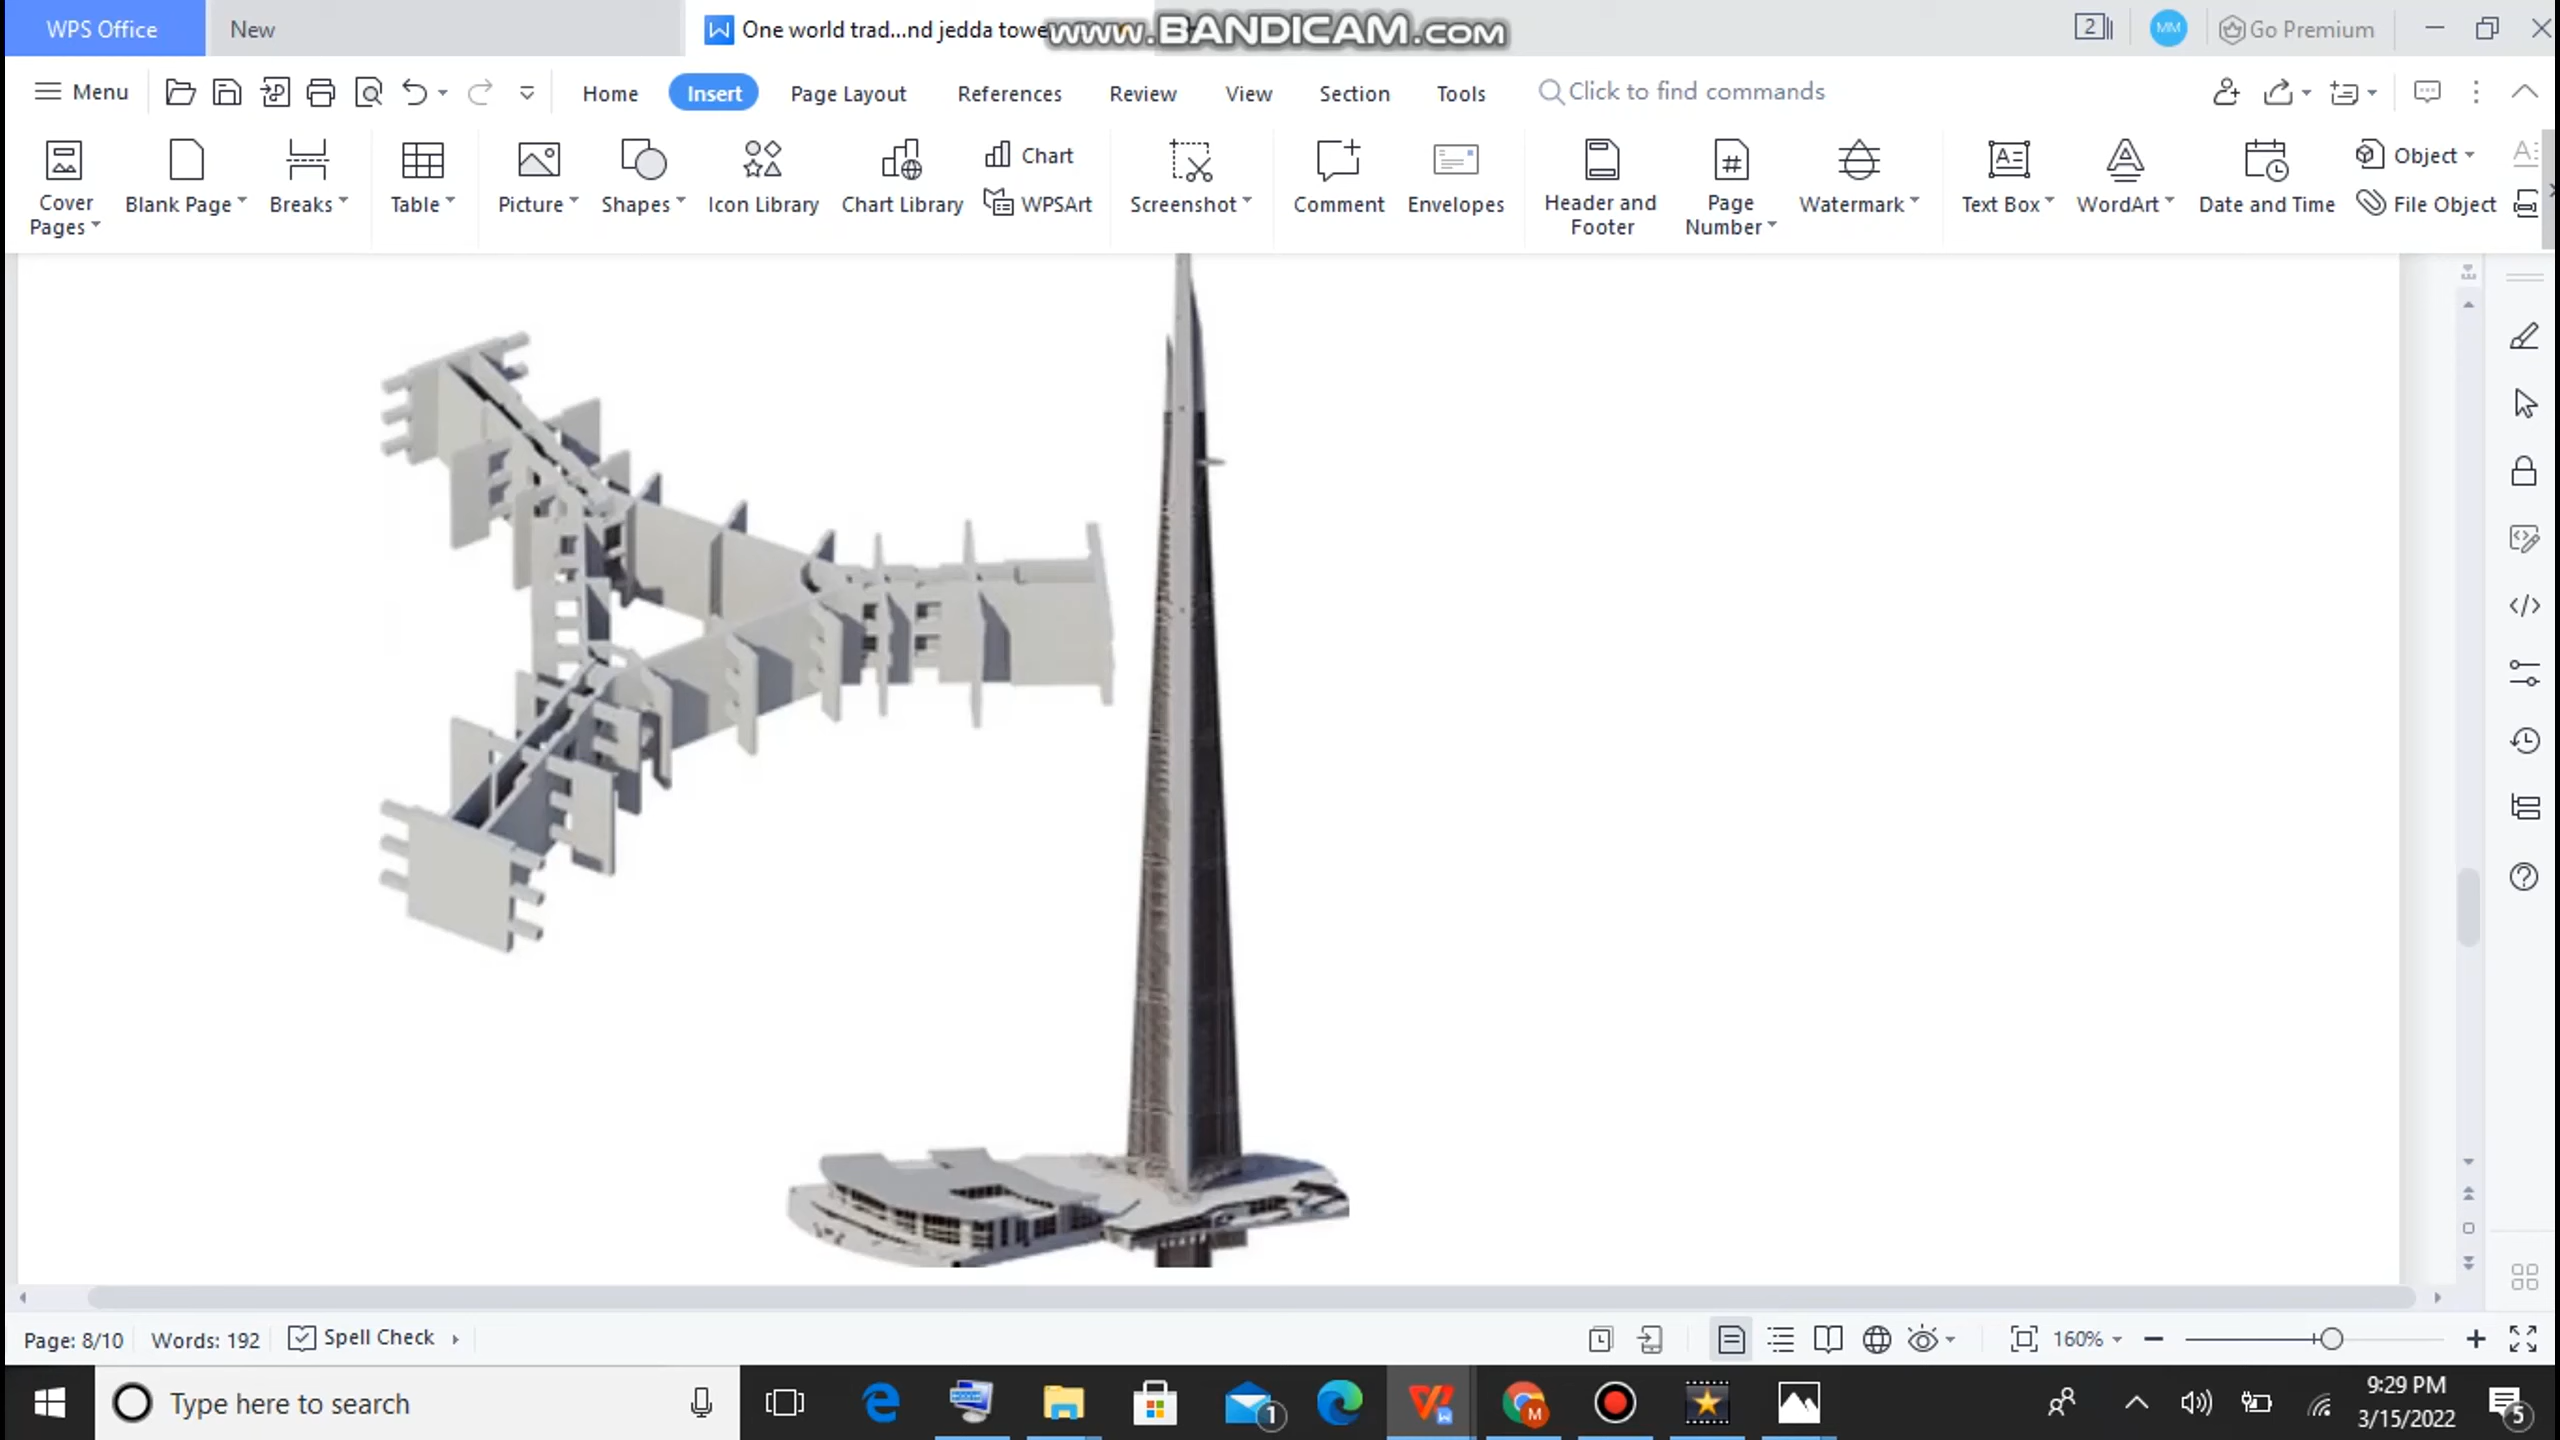 WPS Office
New
One world trad...nd jedda towe
www.BANDICAM.com
2
MM
Go Premium
Menu
Home
Insert
Page Layout
References
Review
View
Section
Tools
Click to find commands
Cover Pages
Blank Page
Breaks
Table
Picture
Shapes
Icon Library
Chart Library
Chart
WPSArt
Screenshot
Comment
Envelopes
Header and Footer
Page Number
Watermark
Text Box
WordArt
Date and Time
Object
File Object
Page: 8/10
Words: 192
Spell Check
160%
Type here to search
1
M
9:29 PM
3/15/2022
5